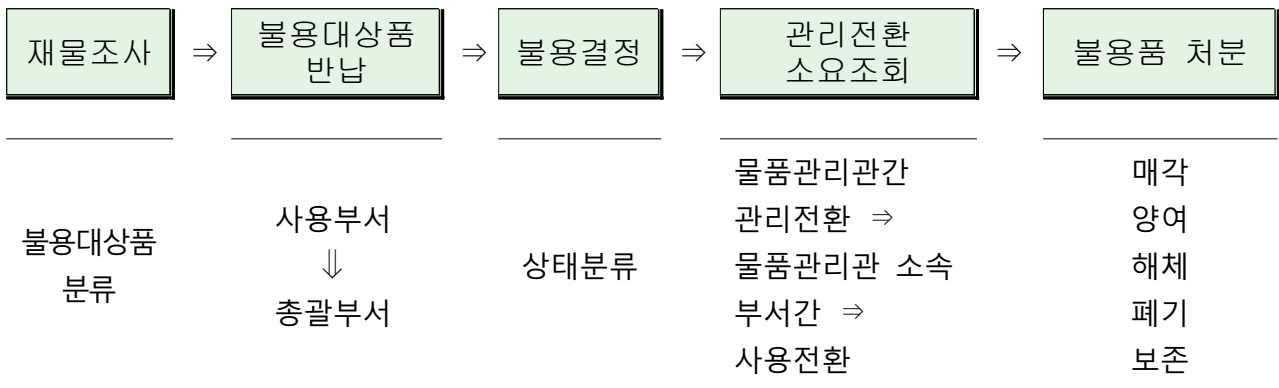 재물조사 ⇒ 불용대상품 반납 ⇒ 불용결정 ⇒ 관리전환 소요조회 ⇒ 불용품 처분
불용대상품
분류
사용부서
⇓
총괄부서
상태분류
물품관리관간
관리전환 ⇒
물품관리관 소속
부서간 ⇒
사용전환
매각
양여
해체
폐기
보존